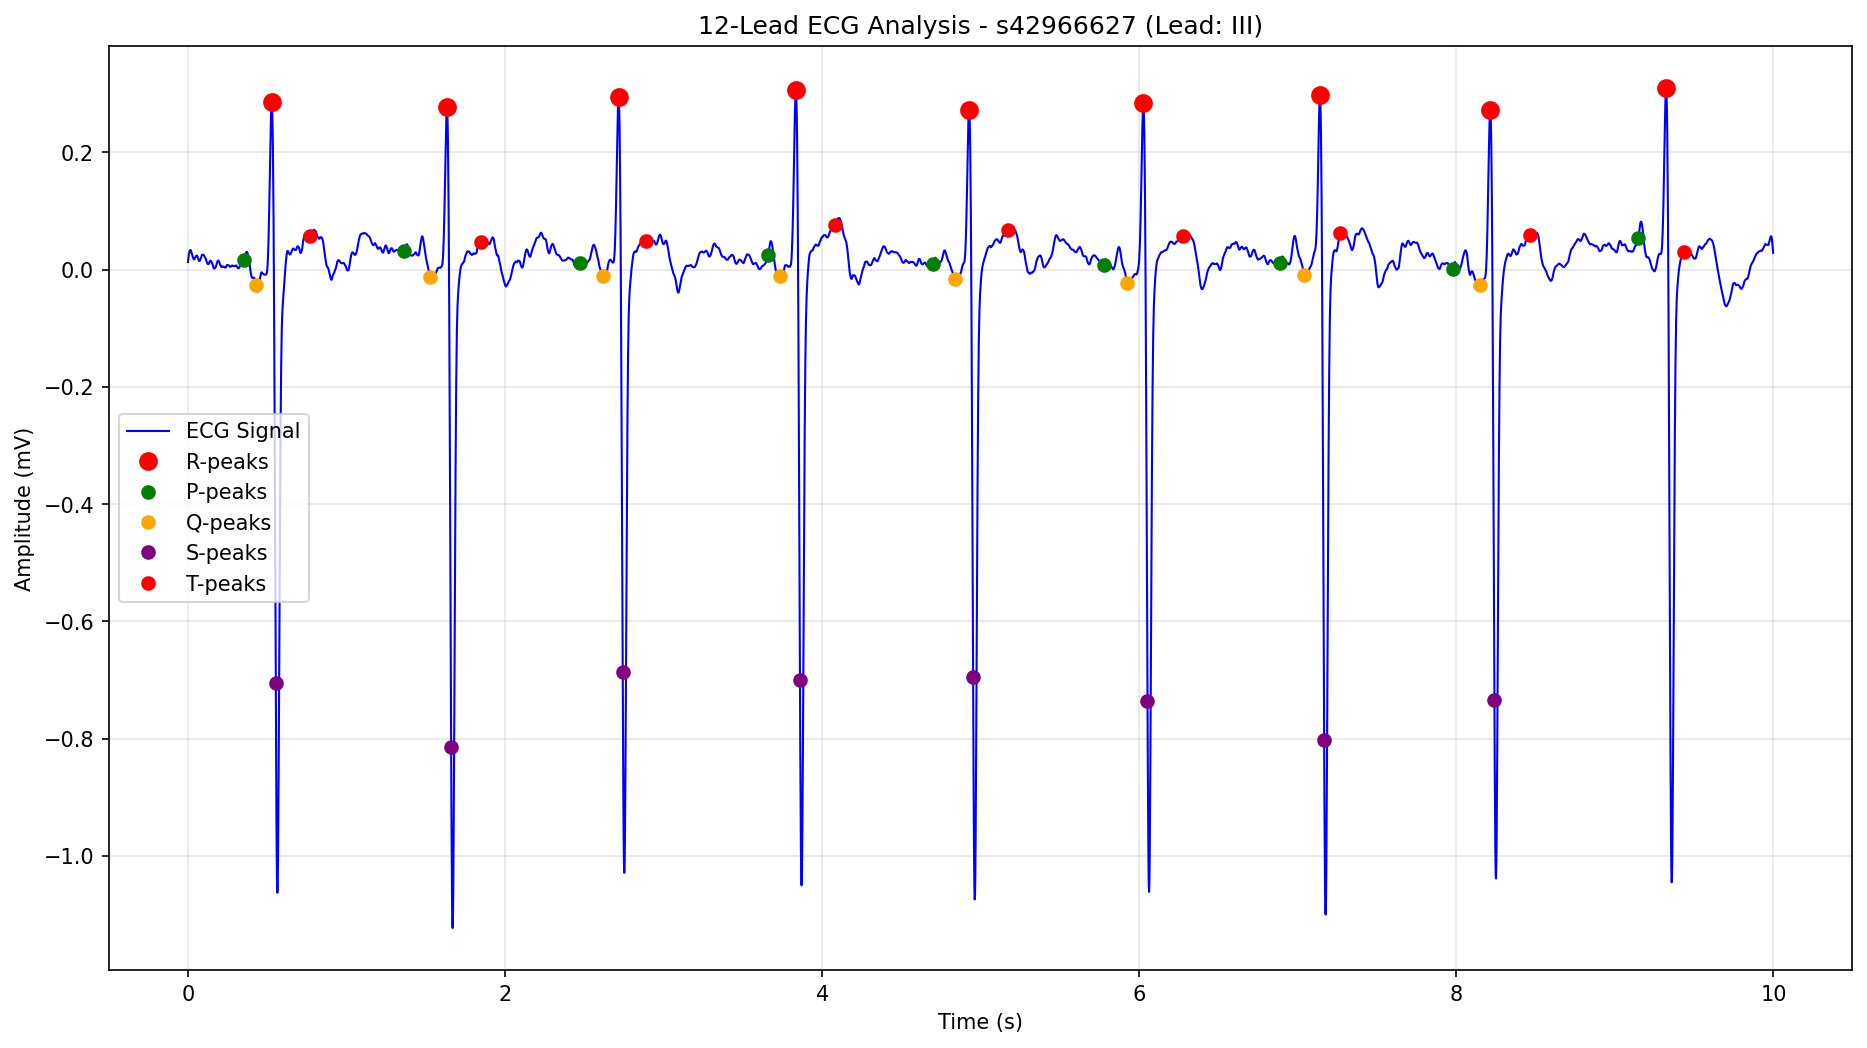 12-Lead ECG Analysis - s42966627 (Lead: III)
Amplitude (mV)
0.2
0.0
−0.2
−0.4
−0.6
−0.8
−1.0
ECG Signal
R-peaks
P-peaks
Q-peaks
S-peaks
T-peaks
0 2 4 6 8 10
Time (s)